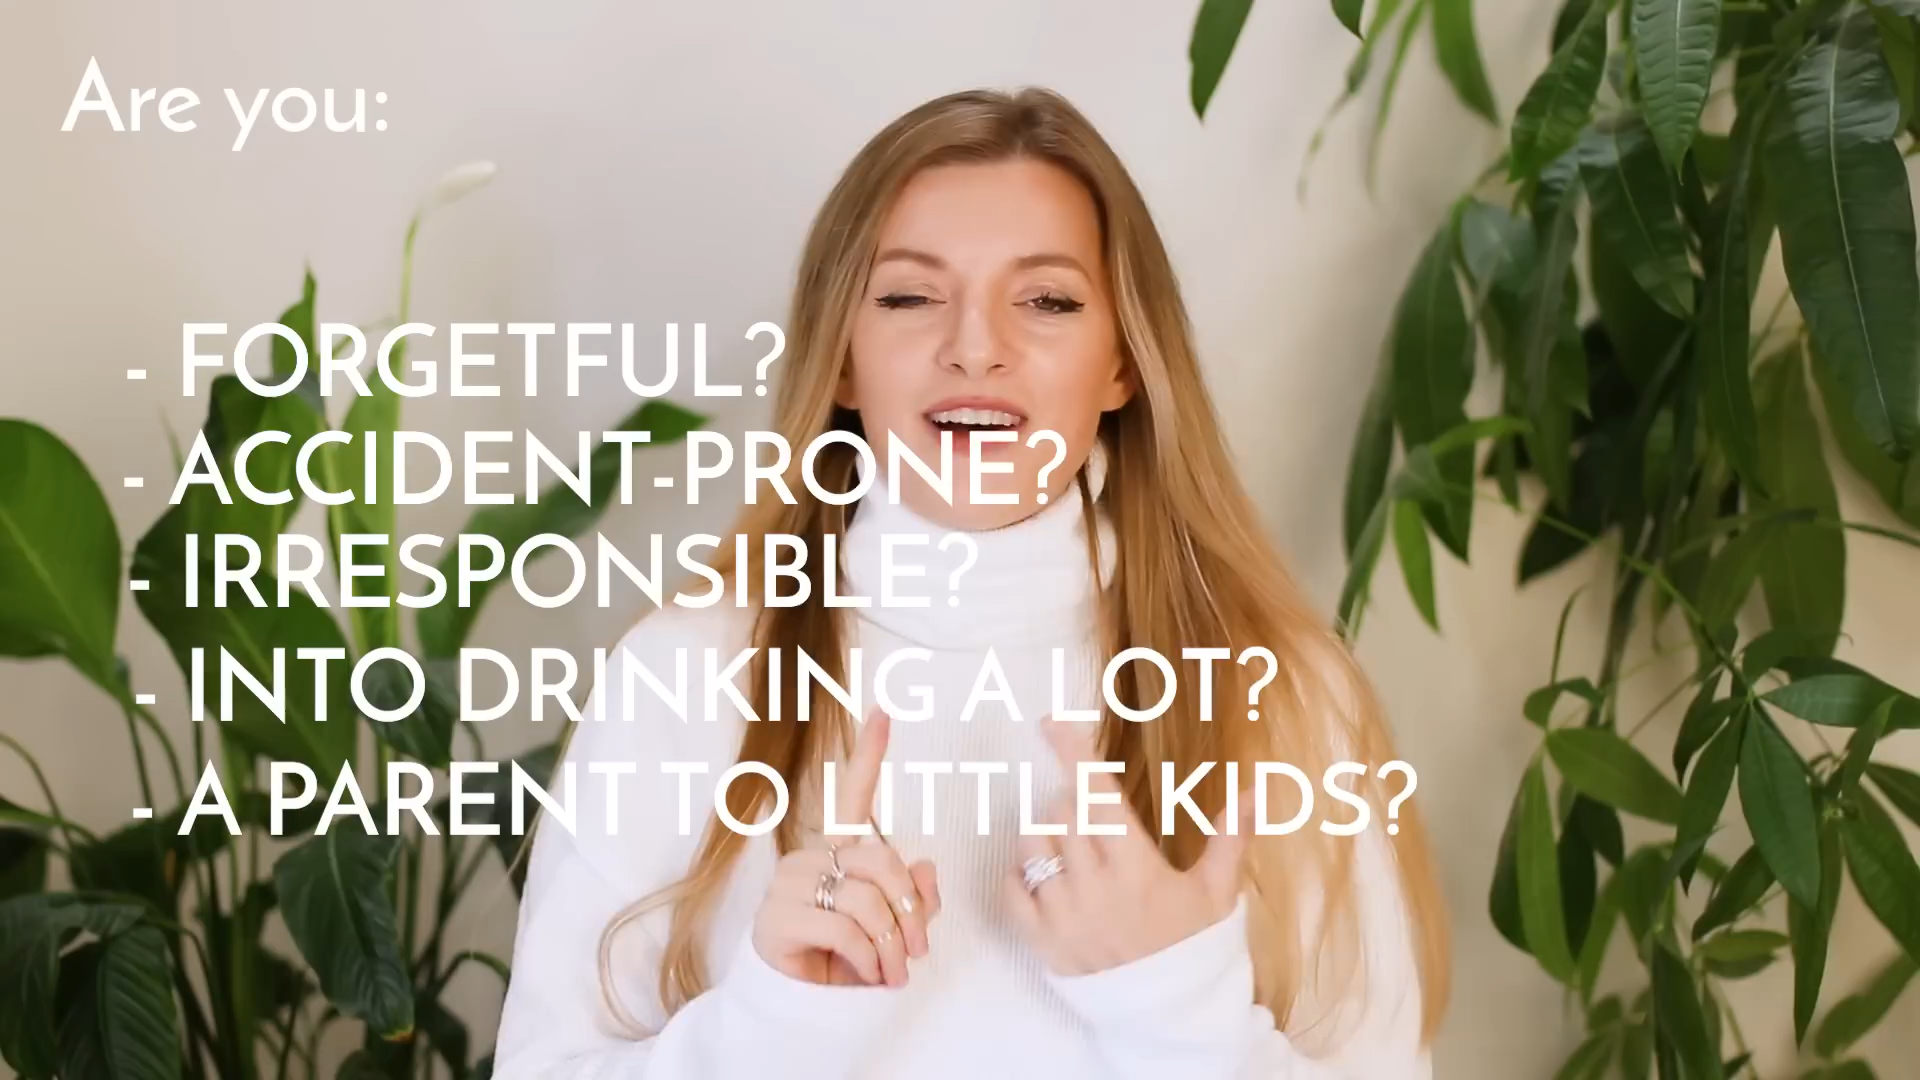 Are you:
- FORGETFUL?
- ACCIDENT-PRONE?
- IRRESPONSIBLE?
- INTO DRINKING A LOT?
- A PARENT TO LITTLE KIDS?